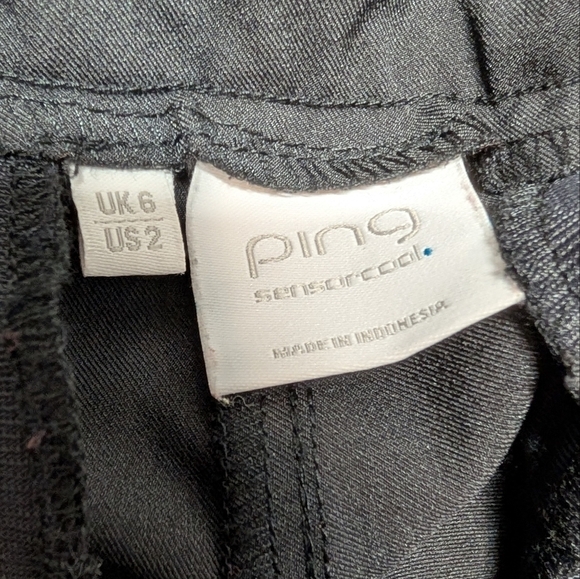 UK 6
US 2
ping
sensorcool
MADE IN INDONESIA